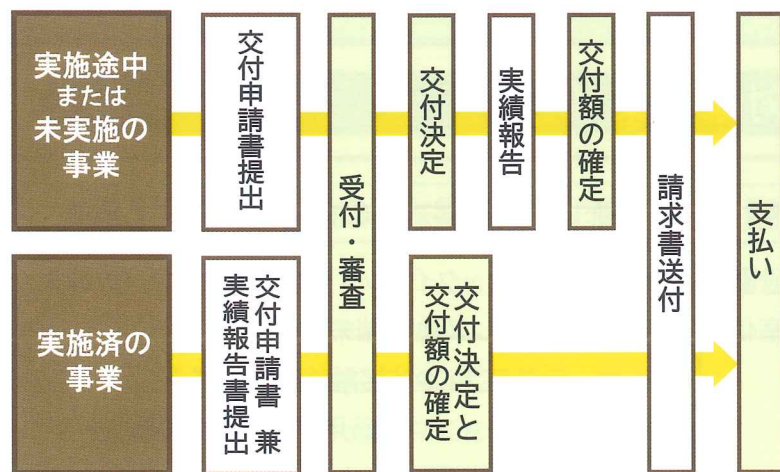 実施途中
または
未実施の
事業
交付申請書提出
受付・審査
交付決定
実績報告
交付額の確定
請求書送付
支払い
実施済の
事業
交付申請書 兼
実績報告書提出
交付決定と
交付額の確定